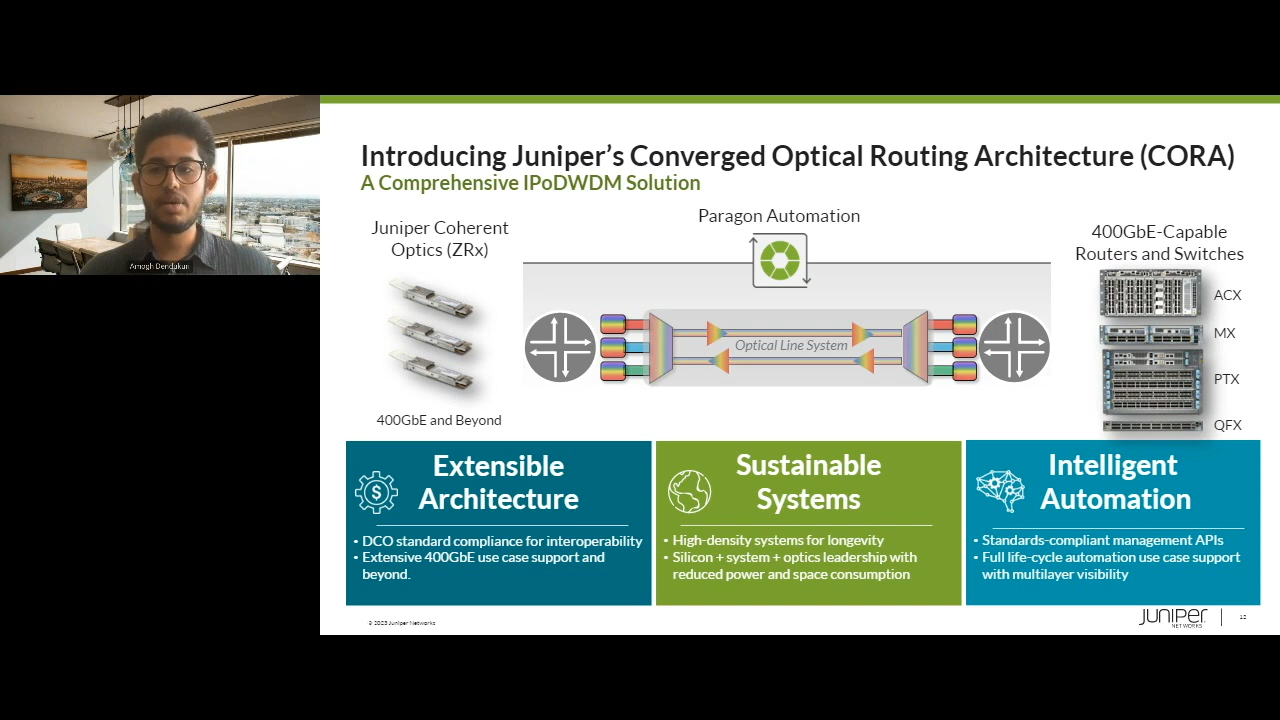 Amogh Dendukuri
Introducing Juniper's Converged Optical Routing Architecture (CORA)
A Comprehensive IPoDWDM Solution
Juniper Coherent
Optics (ZRx)
400GbE and Beyond
Paragon Automation
Optical Line System
400GbE-Capable
Routers and Switches
ACX
MX
PTX
QFX
Extensible
Architecture
• DCO standard compliance for interoperability
• Extensive 400GbE use case support and
beyond.
Sustainable
Systems
• High-density systems for longevity
• Silicon + system + optics leadership with
reduced power and space consumption
Intelligent
Automation
• Standards-compliant management APIs
• Full life-cycle automation use case support
with multilayer visibility
© 2023 Juniper Networks
JUNIPER
NETWORKS
12